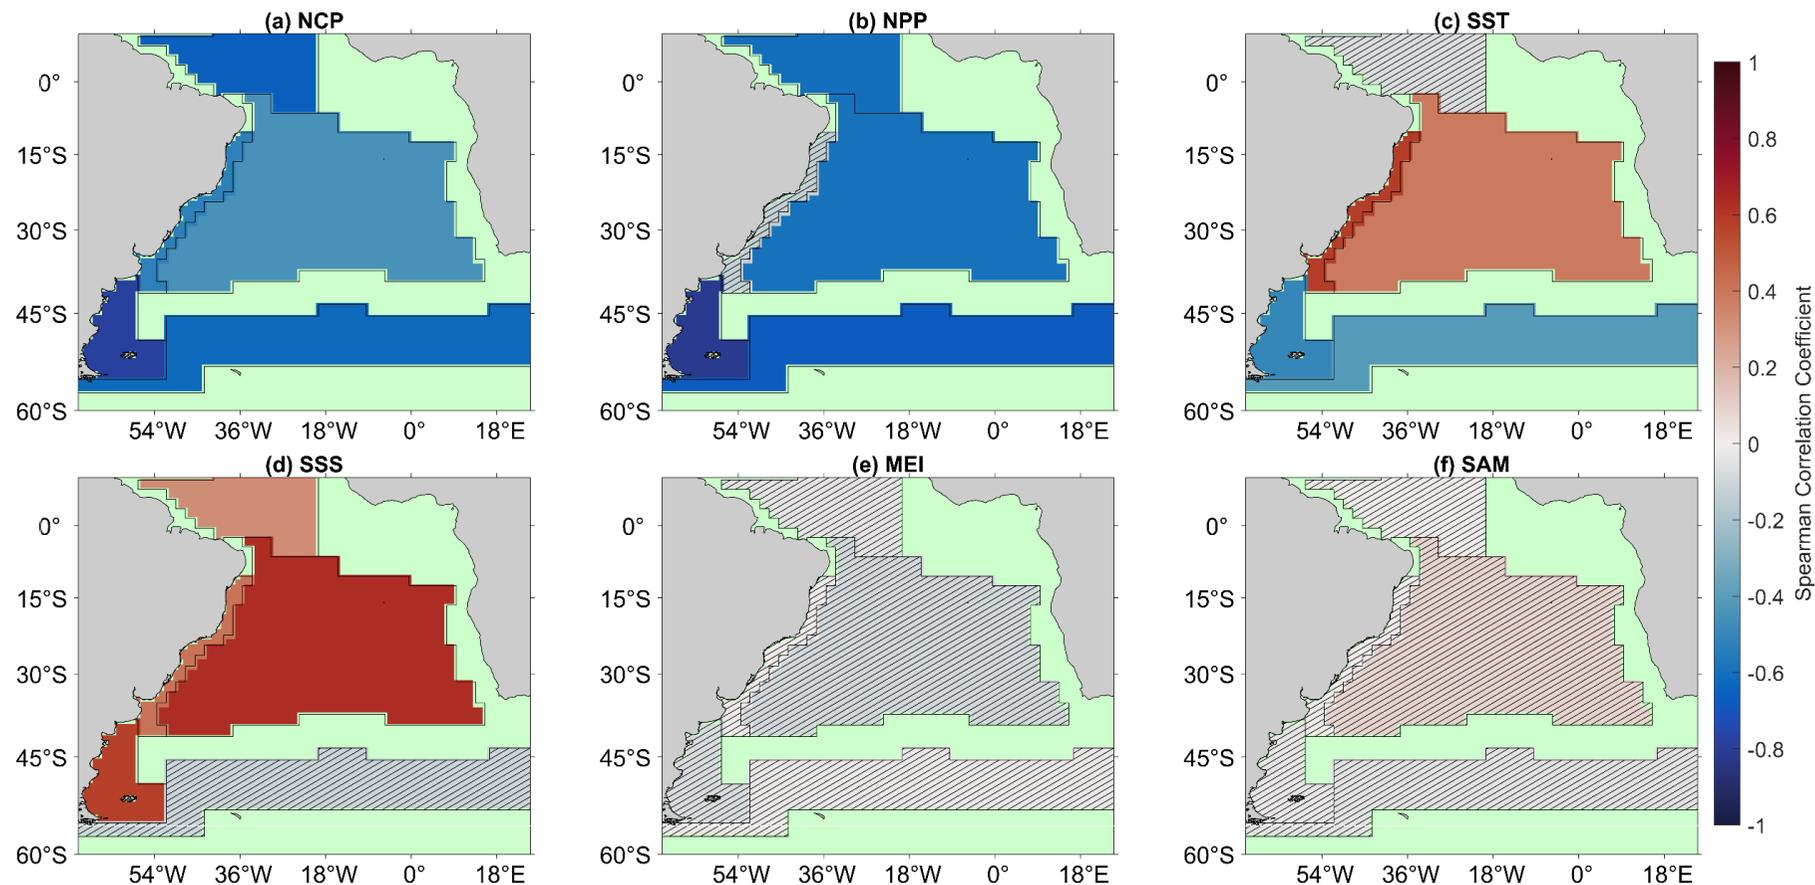 (a) NCP
(b) NPP
(c) SST
0°
15°S
30°S
45°S
60°S
54°W 36°W 18°W 0° 18°E
0°
15°S
30°S
45°S
60°S
54°W 36°W 18°W 0° 18°E
0°
15°S
30°S
45°S
60°S
54°W 36°W 18°W 0° 18°E
(d) SSS
(e) MEI
(f) SAM
0°
15°S
30°S
45°S
60°S
54°W 36°W 18°W 0° 18°E
0°
15°S
30°S
45°S
60°S
54°W 36°W 18°W 0° 18°E
0°
15°S
30°S
45°S
60°S
54°W 36°W 18°W 0° 18°E
1
0.8
0.6
0.4
0.2
0
-0.2
-0.4
-0.6
-0.8
-1
Spearman Correlation Coefficient